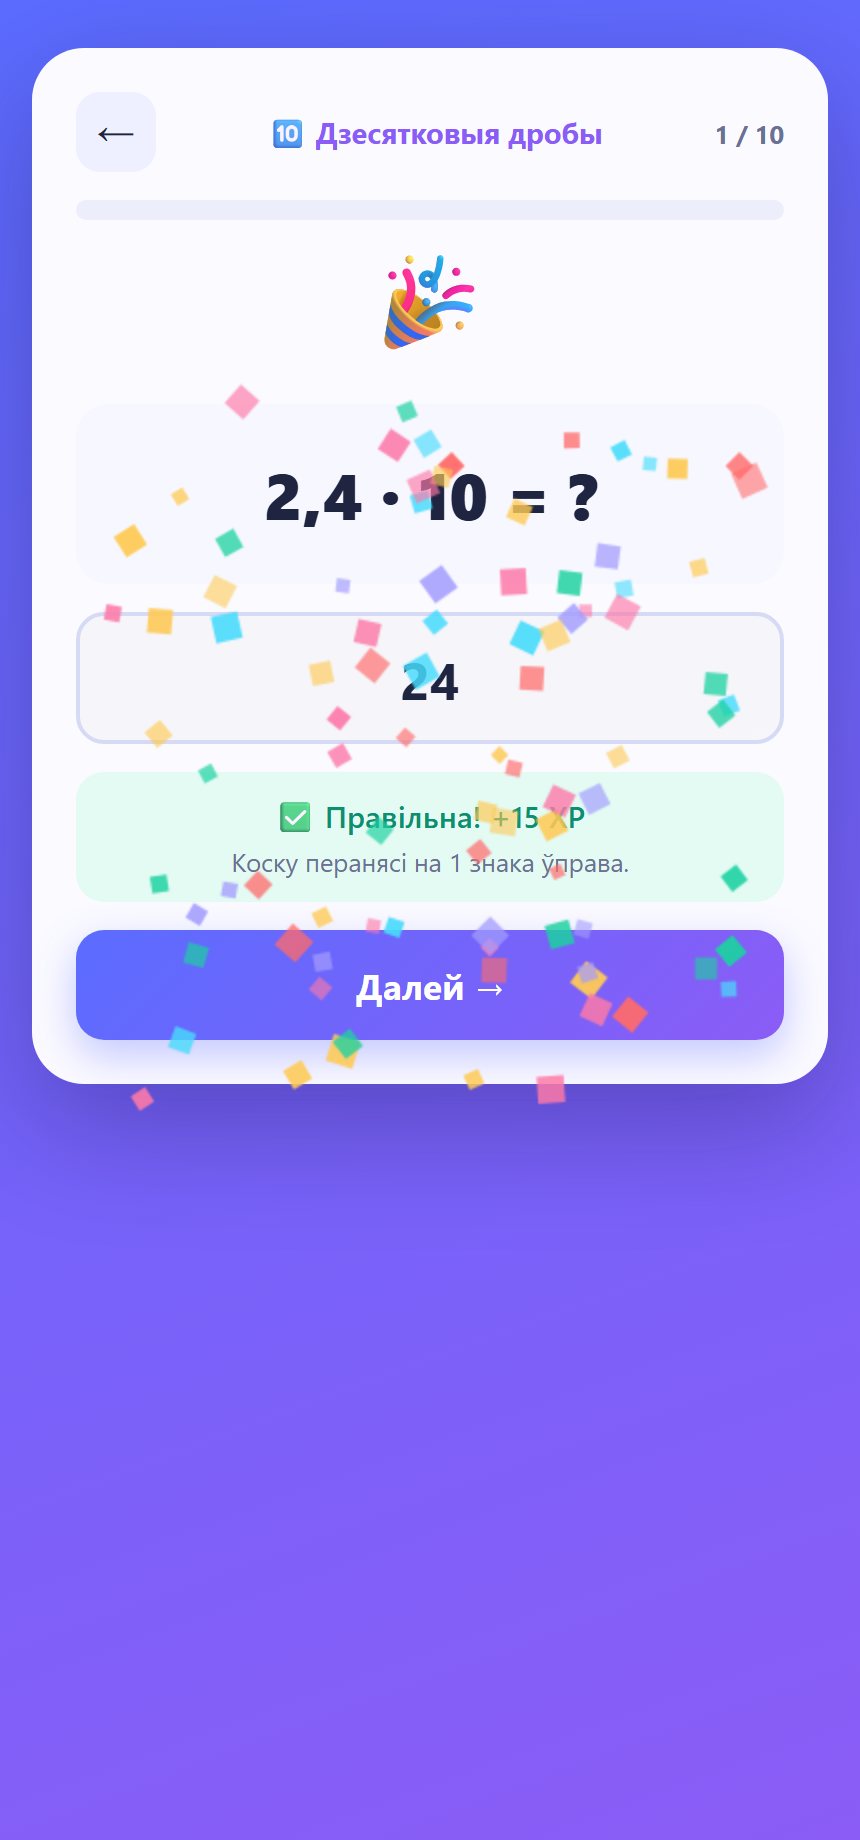 ← 🔟 Дзесятковыя дробы 1 / 10
2,4 · 10 = ?
24
✅ Правільна! +15 XP
Коску перанясі на 1 знака ўправа.
Далей →